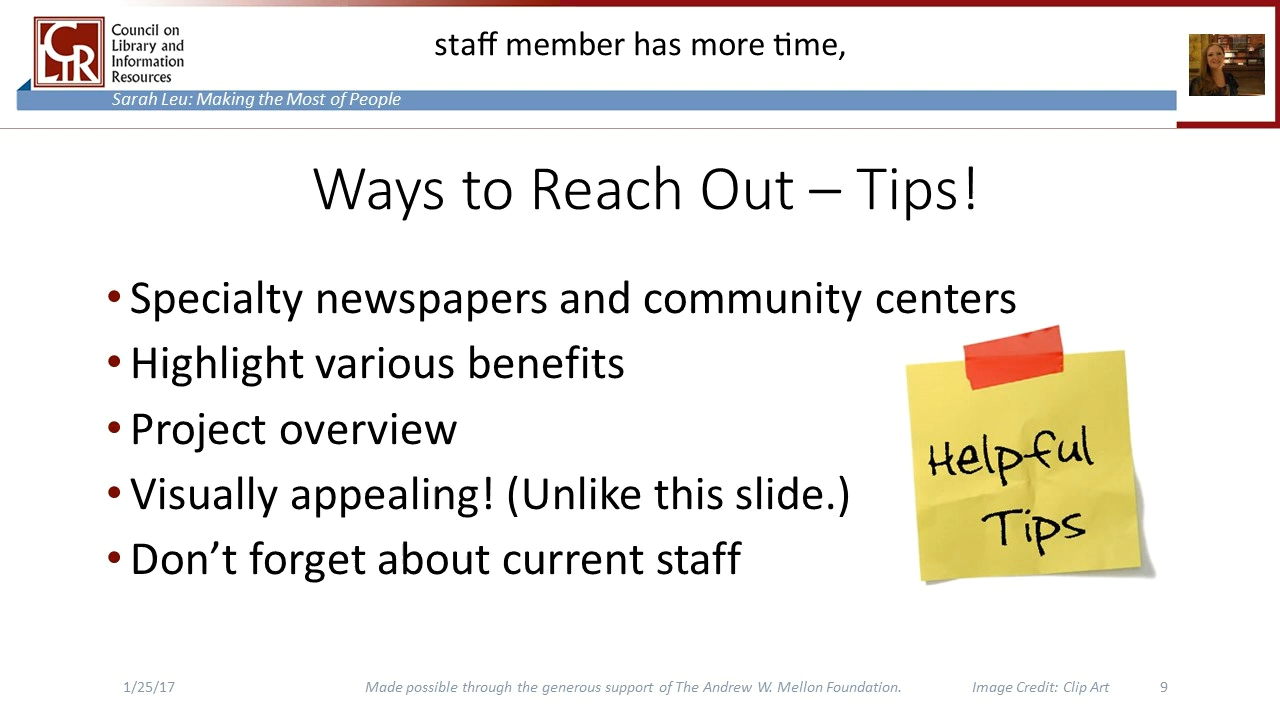 CLIR
Council on
Library and
Information
Resources
staff member has more time,
Sarah Leu: Making the Most of People
Ways to Reach Out – Tips!
• Specialty newspapers and community centers
• Highlight various benefits
• Project overview
• Visually appealing! (Unlike this slide.)
• Don’t forget about current staff
Helpful
Tips
1/25/17 Made possible through the generous support of The Andrew W. Mellon Foundation. Image Credit: Clip Art 9